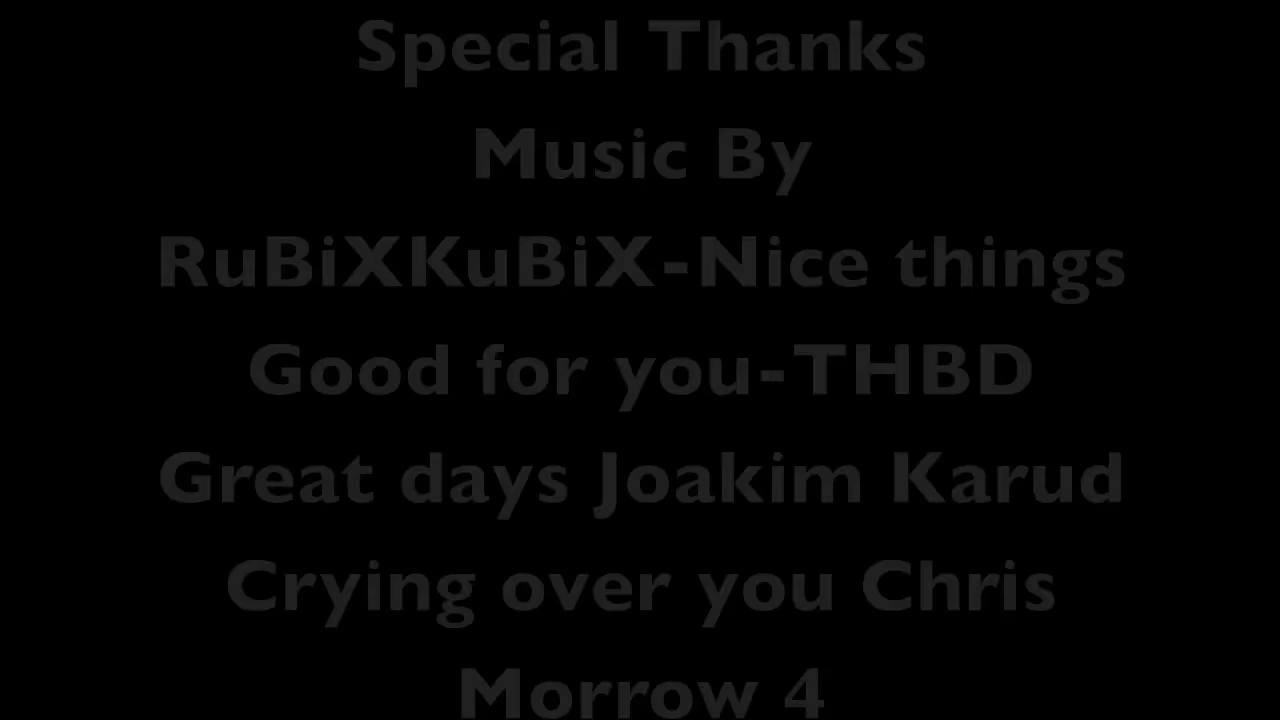 Special Thanks
Music By
RuBiXKuBiX-Nice things
Good for you-THBD
Great days Joakim Karud
Crying over you Chris
Morrow 4